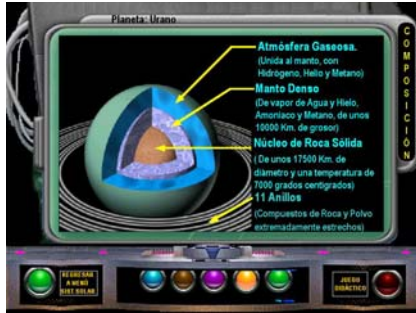 Planeta: Urano
COMPOSICIÓN
Atmósfera Gaseosa.
(Unida al manto, con
Hidrógeno, Helio y Metano)
Manto Denso
(De vapor de Agua y Hielo,
Amoniaco y Metano, de unos
10000 Km. de grosor)
Núcleo de Roca Sólida
( De unos 17500 Km. de
diámetro y una temperatura de
7000 grados centigrados)
11 Anillos
(Compuestos de Roca y Polvo
extremadamente estrechos)
REGRESAR
A MENÚ
SIST. SOLAR
JUEGO
DIDÁCTICO